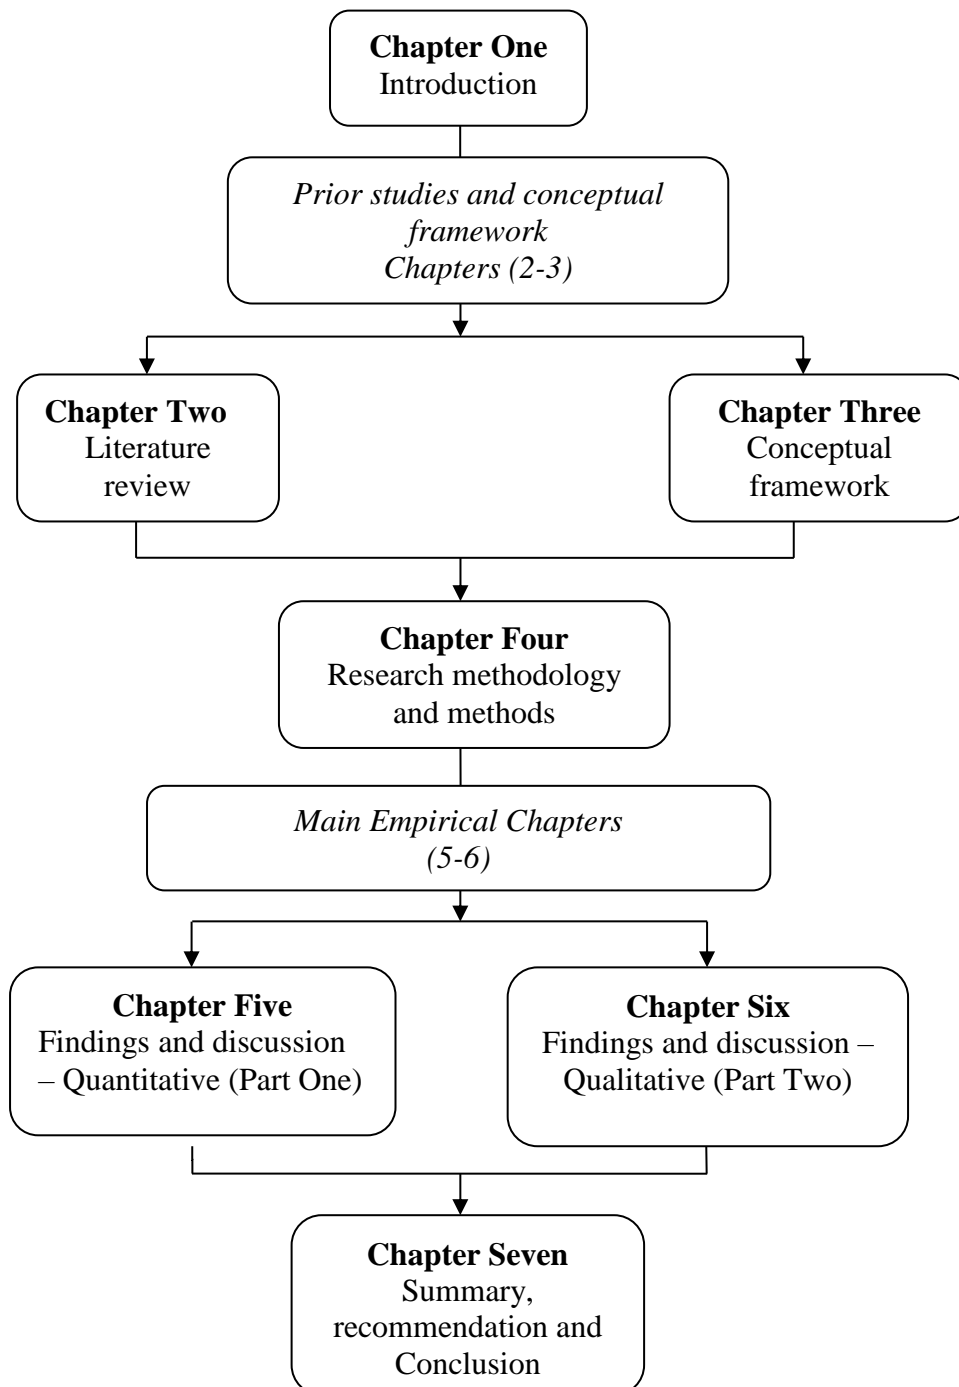 Chapter One
Introduction
Prior studies and conceptual
framework
Chapters (2-3)
Chapter Two
Literature
review
Chapter Three
Conceptual
framework
Chapter Four
Research methodology
and methods
Main Empirical Chapters
(5-6)
Chapter Five
Findings and discussion
– Quantitative (Part One)
Chapter Six
Findings and discussion –
Qualitative (Part Two)
Chapter Seven
Summary,
recommendation and
Conclusion